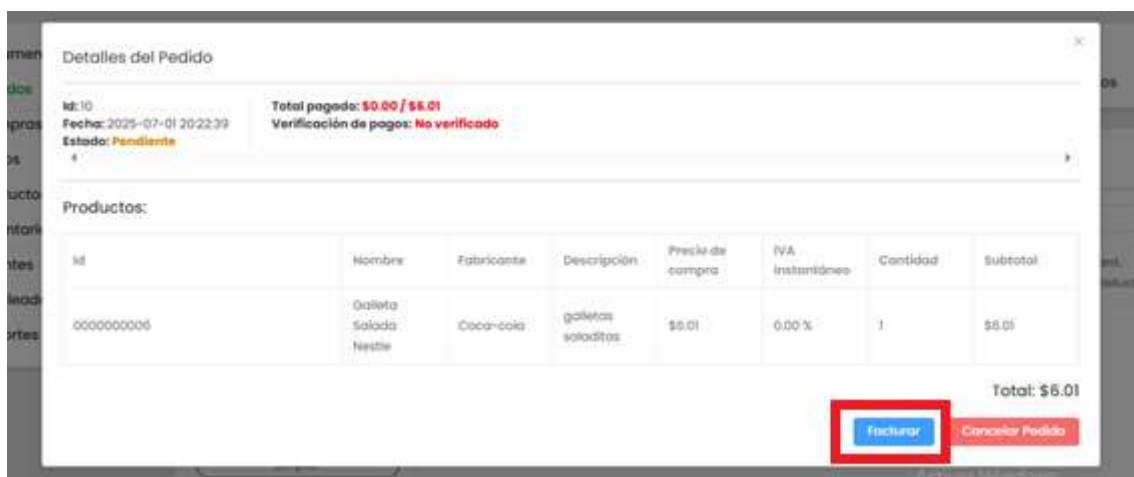 Detalles del Pedido
×
Id: 10
Fecha: 2025-07-01 20:22:39
Estado: Pendiente
Total pagado: $0.00 / $6.01
Verificación de pagos: No verificado
Productos:
Id Nombre Fabricante Descripción Precio de compra IVA instantáneo Cantidad Subtotal
0000000006 Galleta Salada Nestle Coca-cola galletas saladitas $6.01 0.00 % 1 $6.01
Total: $6.01
Facturar Cancelar Pedido